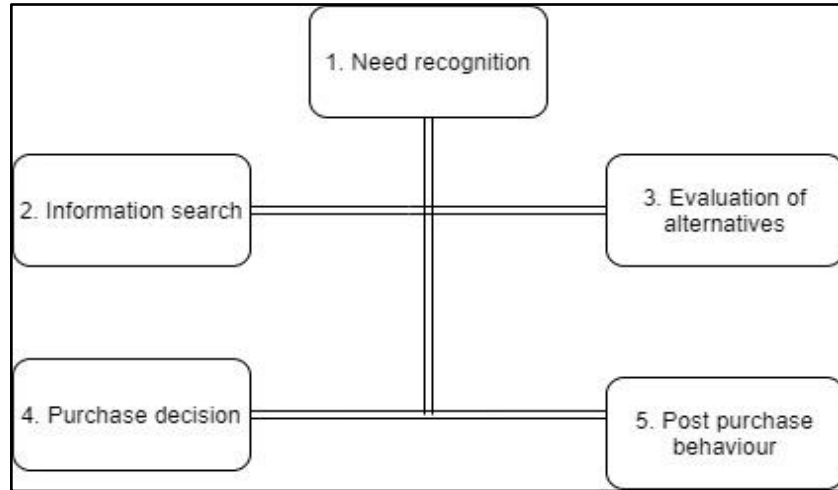 1. Need recognition
2. Information search
3. Evaluation of
alternatives
4. Purchase decision
5. Post purchase
behaviour